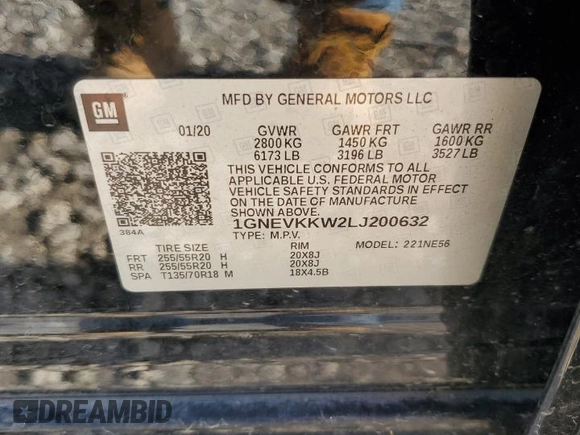 GM
MFD BY GENERAL MOTORS LLC
01/20 GVWR GAWR FRT GAWR RR
2800 KG 1450 KG 1600 KG
6173 LB 3196 LB 3527 LB
THIS VEHICLE CONFORMS TO ALL
APPLICABLE U.S. FEDERAL MOTOR
VEHICLE SAFETY STANDARDS IN EFFECT
ON THE DATE OF MANUFACTURE
SHOWN ABOVE.
1GNEVKKW2LJ200632
384A
TYPE: M.P.V.
TIRE SIZE RIM MODEL: 221NE56
FRT 255/55R20 H 20X8J
RR 255/55R20 H 20X8J
SPA T135/70R18 M 18X4.5B
DREAMBID